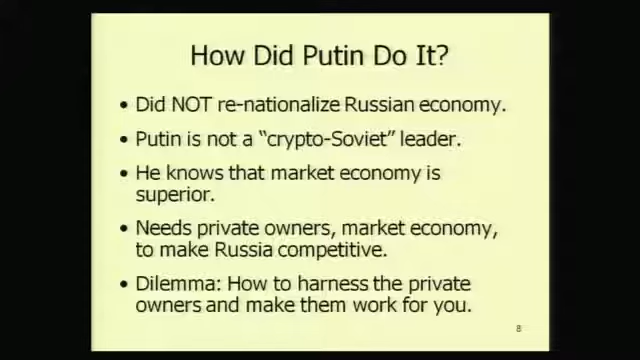 How Did Putin Do It?
• Did NOT re-nationalize Russian economy.
• Putin is not a “crypto-Soviet” leader.
• He knows that market economy is
superior.
• Needs private owners, market economy,
to make Russia competitive.
• Dilemma: How to harness the private
owners and make them work for you.
8